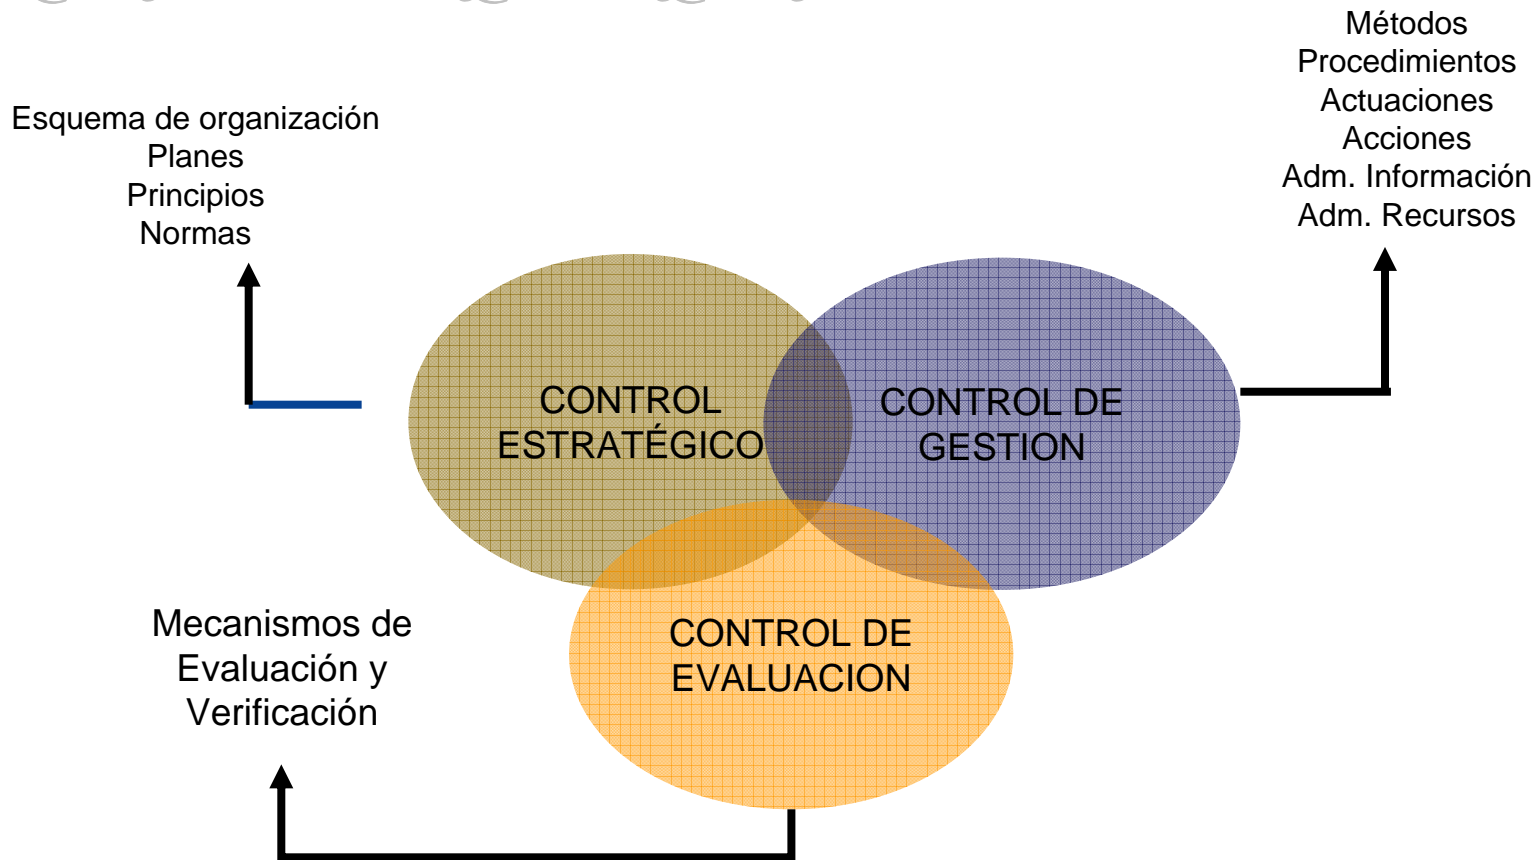 Esquema de organización
Planes
Principios
Normas
Métodos
Procedimientos
Actuaciones
Acciones
Adm. Información
Adm. Recursos
CONTROL
ESTRATÉGICO
CONTROL DE
GESTION
CONTROL DE
EVALUACION
Mecanismos de
Evaluación y
Verificación